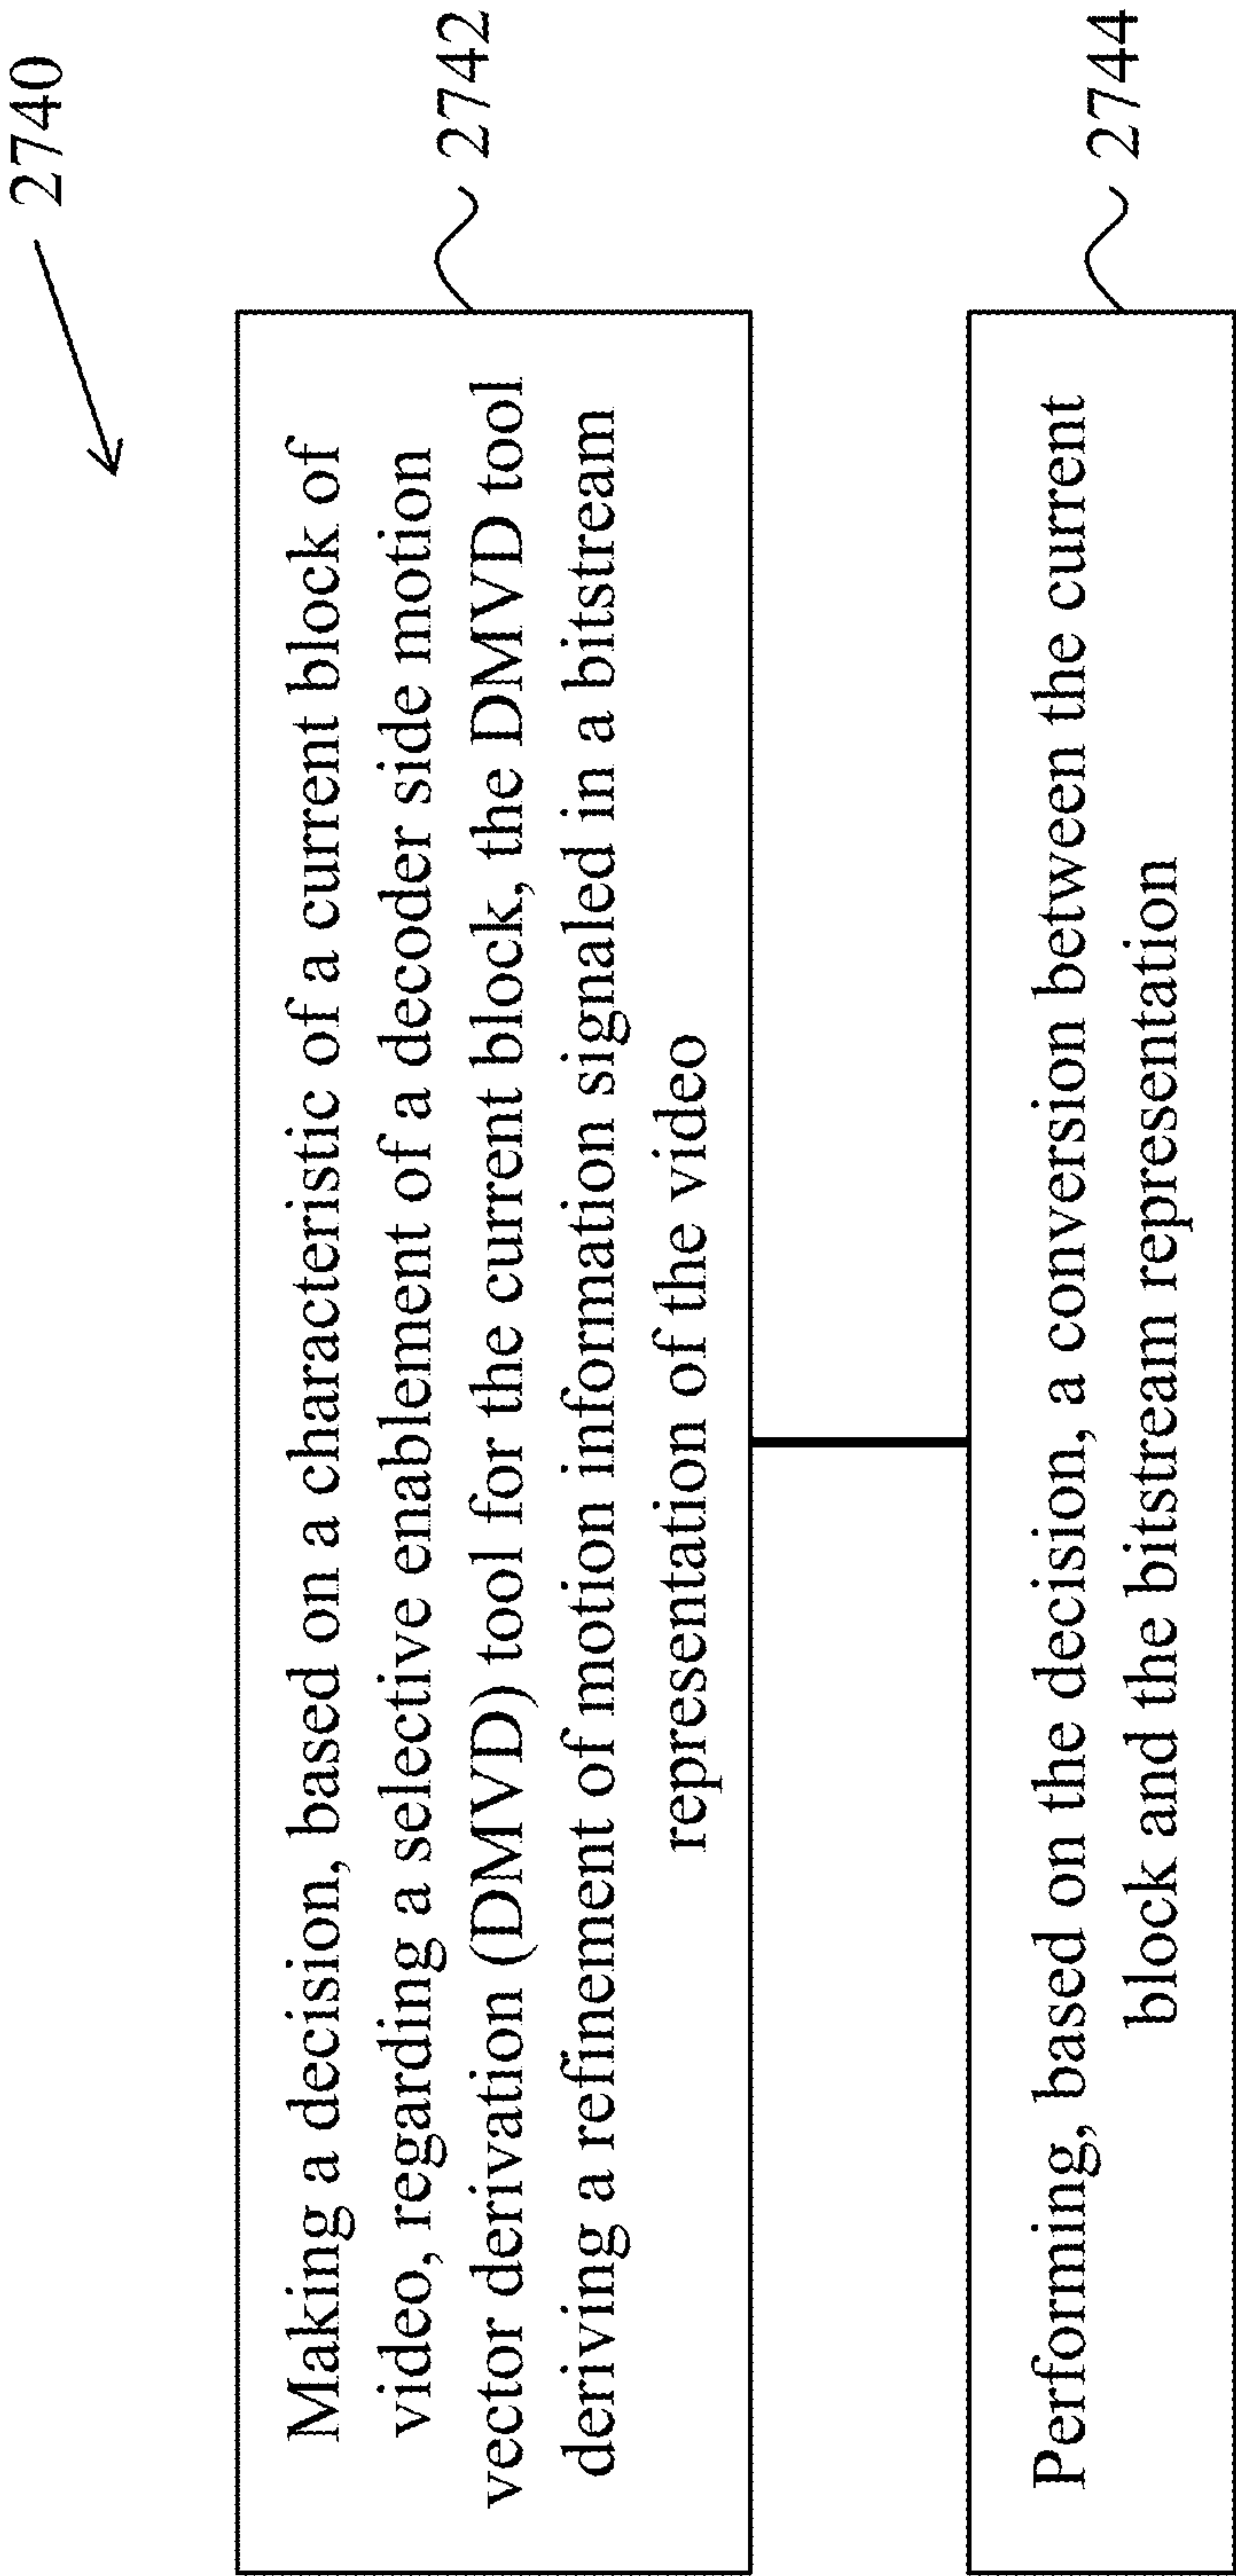 2740
Making a decision, based on a characteristic of a current block of
video, regarding a selective enablement of a decoder side motion
vector derivation (DMVD) tool for the current block, the DMVD tool
deriving a refinement of motion information signaled in a bitstream
representation of the video
2742
Performing, based on the decision, a conversion between the current
block and the bitstream representation
2744